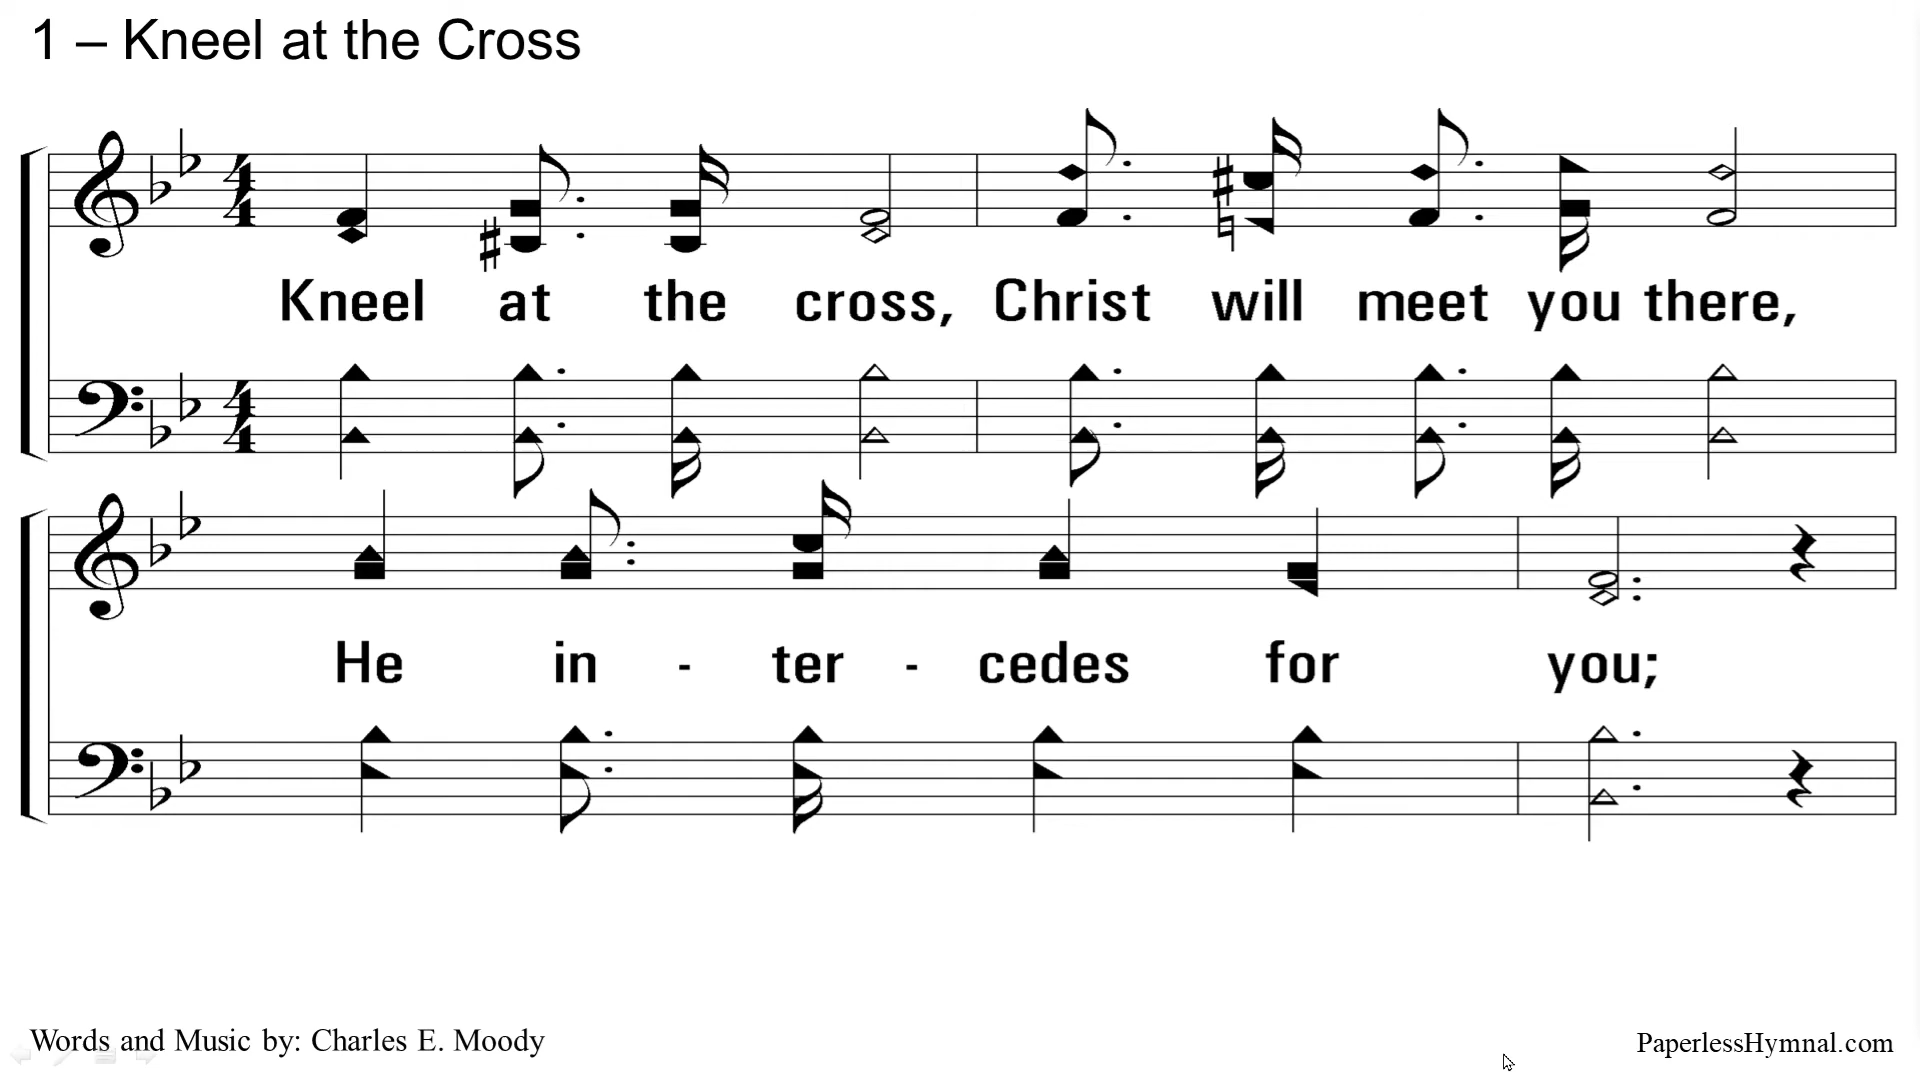 1 – Kneel at the Cross
Kneel at the cross, Christ will meet you there,
He in - ter - cedes for you;
Words and Music by: Charles E. Moody
PaperlessHymnal.com